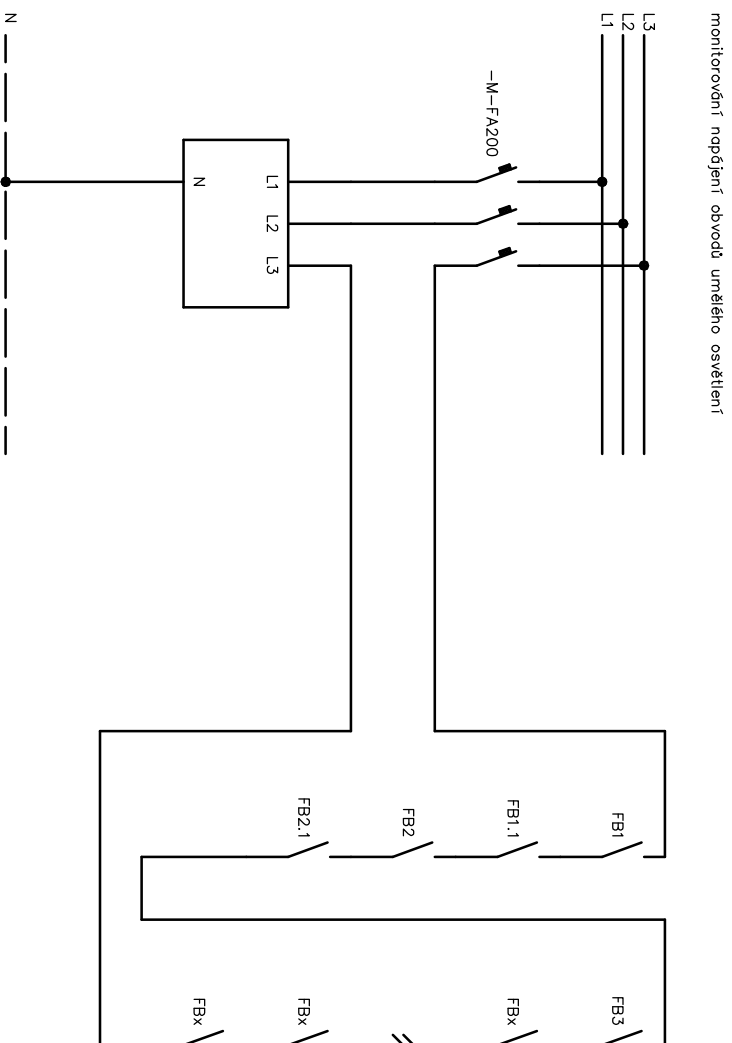 monitorování napájení obvodů umělého osvětlení
L3
L2
L1
-M-FA200
L1
L2
L3
N
N
FB1
FB1.1
FB2
FB2.1
FB3
FBx
FBx
FBx